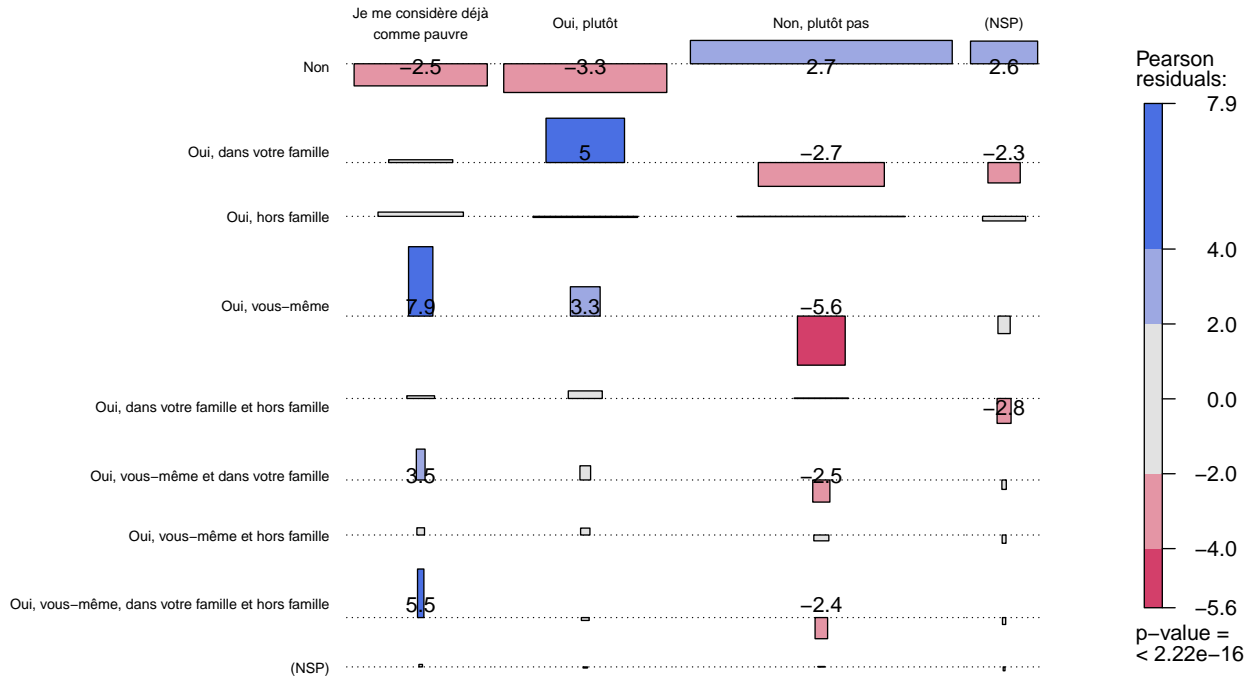 Je me considère déjà
comme pauvre
Oui, plutôt
Non, plutôt pas
(NSP)
Non
−2.5
−3.3
2.7
2.6
Oui, dans votre famille
5
−2.7
−2.3
Oui, hors famille
Oui, vous−même
7.9
3.3
−5.6
Oui, dans votre famille et hors famille
−2.8
Oui, vous−même et dans votre famille
3.5
−2.5
Oui, vous−même et hors famille
Oui, vous−même, dans votre famille et hors famille
5.5
−2.4
(NSP)
Pearson
residuals:
7.9
4.0
2.0
0.0
−2.0
−4.0
−5.6
p−value =
< 2.22e−16